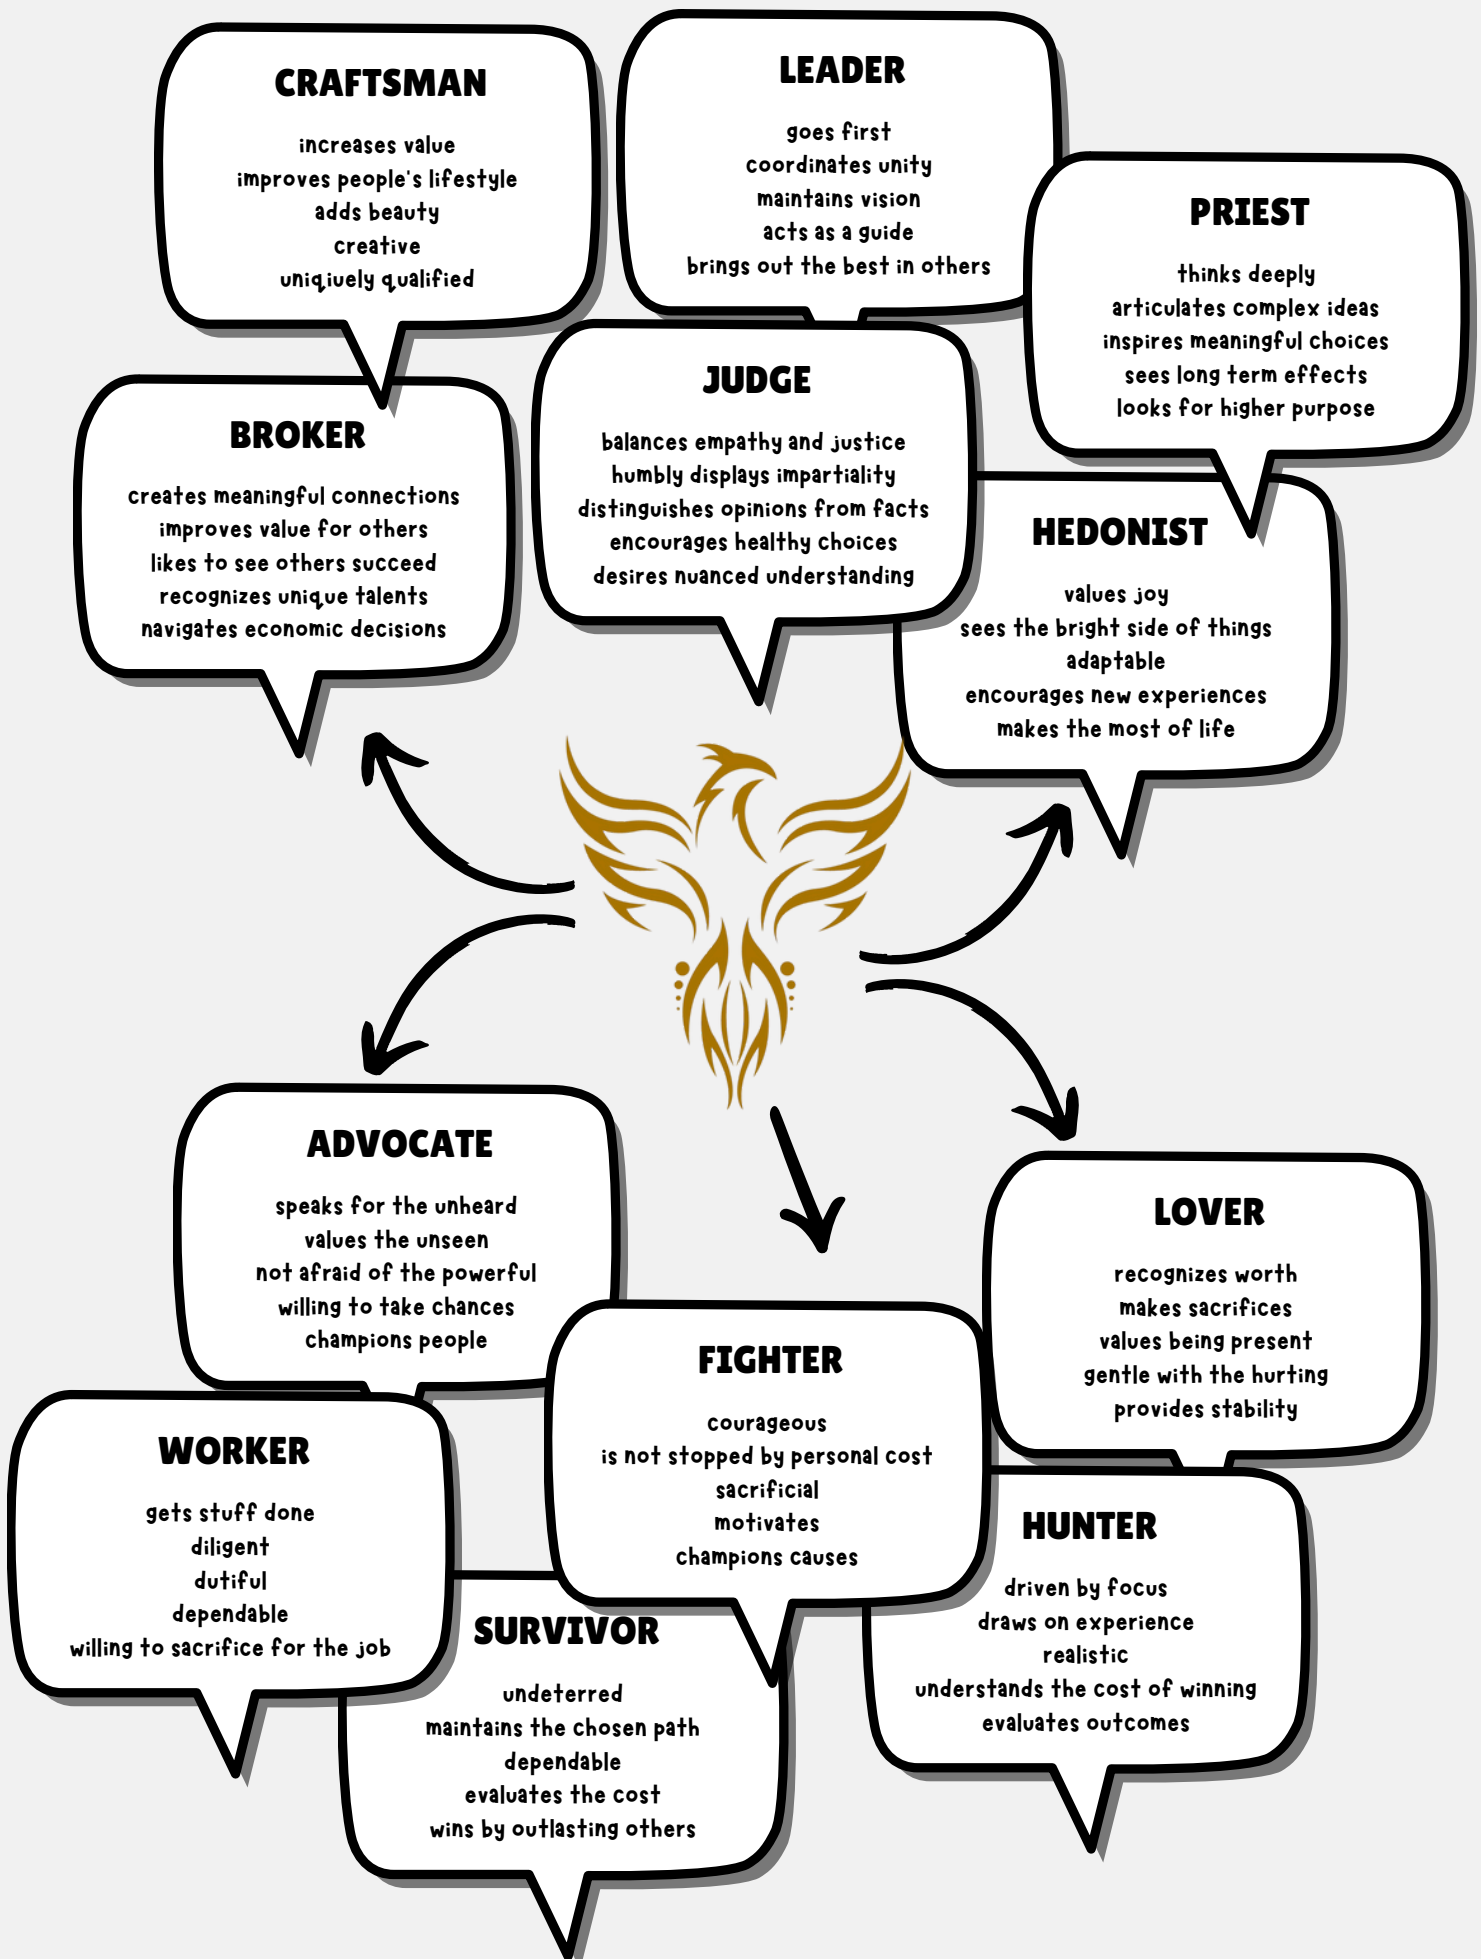 CRAFTSMAN
increases value
improves people's lifestyle
adds beauty
creative
uniqiuely qualified
LEADER
goes first
coordinates unity
maintains vision
acts as a guide
brings out the best in others
PRIEST
thinks deeply
articulates complex ideas
inspires meaningful choices
sees long term effects
looks for higher purpose
BROKER
creates meaningful connections
improves value for others
likes to see others succeed
recognizes unique talents
navigates economic decisions
JUDGE
balances empathy and justice
humbly displays impartiality
distinguishes opinions from facts
encourages healthy choices
desires nuanced understanding
HEDONIST
values joy
sees the bright side of things
adaptable
encourages new experiences
makes the most of life
ADVOCATE
speaks for the unheard
values the unseen
not afraid of the powerful
willing to take chances
champions people
LOVER
recognizes worth
makes sacrifices
values being present
gentle with the hurting
provides stability
FIGHTER
courageous
is not stopped by personal cost
sacrificial
motivates
champions causes
WORKER
gets stuff done
diligent
dutiful
dependable
willing to sacrifice for the job
HUNTER
driven by focus
draws on experience
realistic
understands the cost of winning
evaluates outcomes
SURVIVOR
undeterred
maintains the chosen path
dependable
evaluates the cost
wins by outlasting others